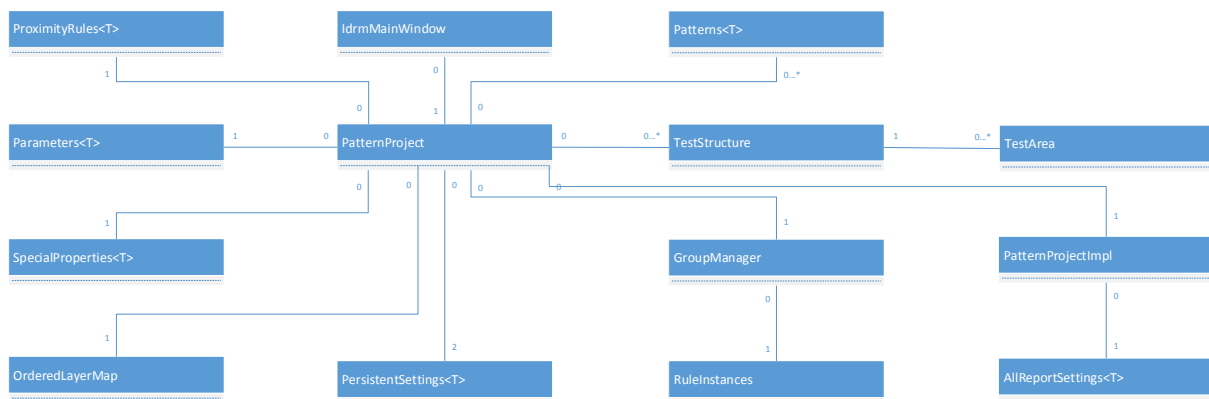 ProximityRules<T>
IdrmMainWindow
Patterns<T>
1
0
0...*
0
1
0
Parameters<T>
1
0
PatternProject
0
0...*
TestStructure
1
0...*
TestArea
0
0
0
0
0
1
1
1
SpecialProperties<T>
GroupManager
PatternProjectImpl
0
0
1
2
1
1
OrderedLayerMap
PersistentSettings<T>
RuleInstances
AllReportSettings<T>